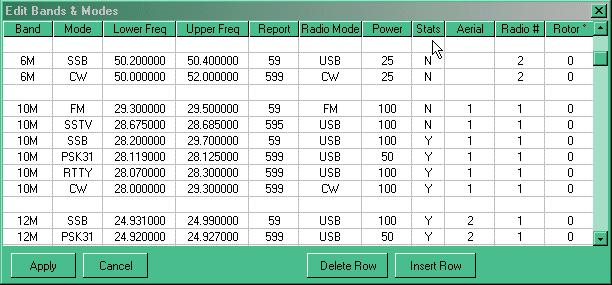 Edit Bands & Modes
Band Mode Lower Freq Upper Freq Report Radio Mode Power Stats Aerial Radio # Rotor °
6M SSB 50.200000 50.400000 59 USB 25 N 2 0
6M CW 50.000000 52.000000 599 CW 25 N 2 0
10M FM 29.300000 29.500000 59 FM 100 N 1 1 0
10M SSTV 28.675000 28.685000 595 USB 100 N 1 1 0
10M SSB 28.200000 29.700000 59 USB 100 Y 1 1 0
10M PSK31 28.119000 28.125000 599 USB 50 Y 1 1 0
10M RTTY 28.070000 28.300000 599 USB 100 Y 1 1 0
10M CW 28.000000 29.300000 599 CW 100 Y 1 1 0
12M SSB 24.931000 24.990000 59 USB 100 Y 2 1 0
12M PSK31 24.920000 24.927000 599 USB 50 Y 2 1 0
Apply Cancel Delete Row Insert Row